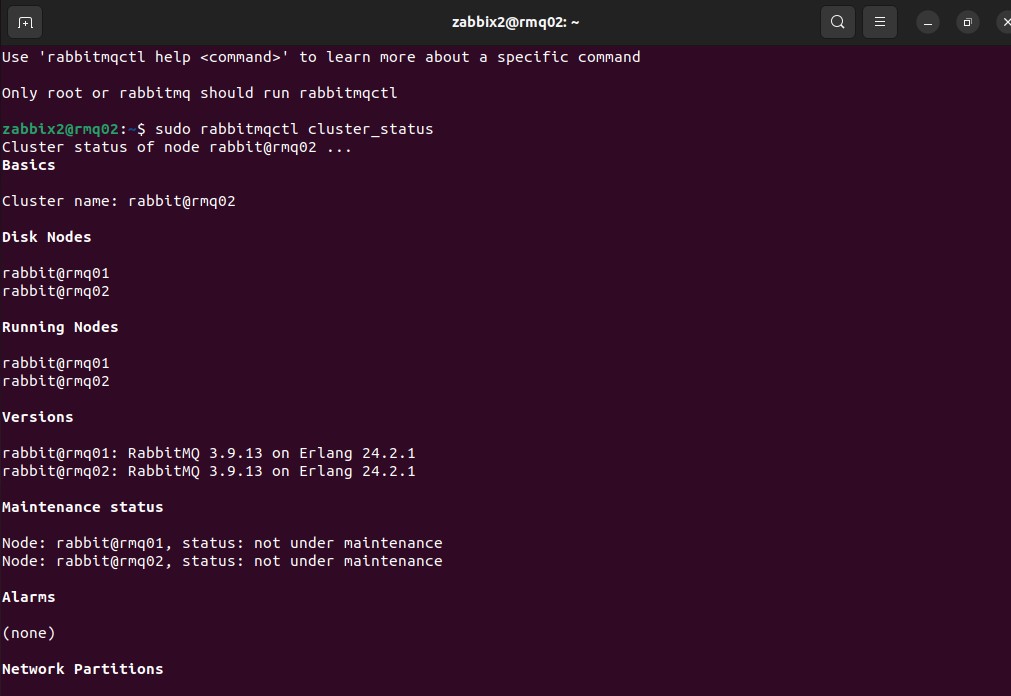 zabbix2@rmq02: ~
Use 'rabbitmqctl help <command>' to learn more about a specific command
Only root or rabbitmq should run rabbitmqctl
zabbix2@rmq02:~$ sudo rabbitmqctl cluster_status
Cluster status of node rabbit@rmq02 ...
Basics
Cluster name: rabbit@rmq02
Disk Nodes
rabbit@rmq01
rabbit@rmq02
Running Nodes
rabbit@rmq01
rabbit@rmq02
Versions
rabbit@rmq01: RabbitMQ 3.9.13 on Erlang 24.2.1
rabbit@rmq02: RabbitMQ 3.9.13 on Erlang 24.2.1
Maintenance status
Node: rabbit@rmq01, status: not under maintenance
Node: rabbit@rmq02, status: not under maintenance
Alarms
(none)
Network Partitions